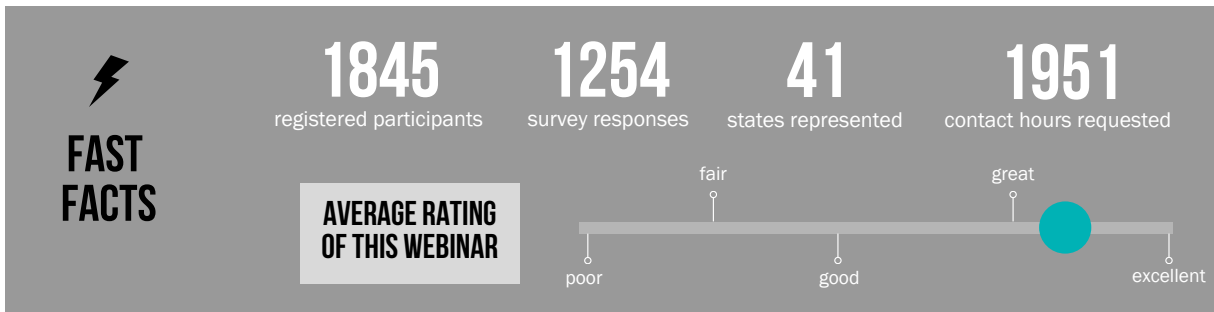 FAST
FACTS
1845
registered participants
1254
survey responses
41
states represented
1951
contact hours requested
AVERAGE RATING
OF THIS WEBINAR
poor
fair
good
great
excellent